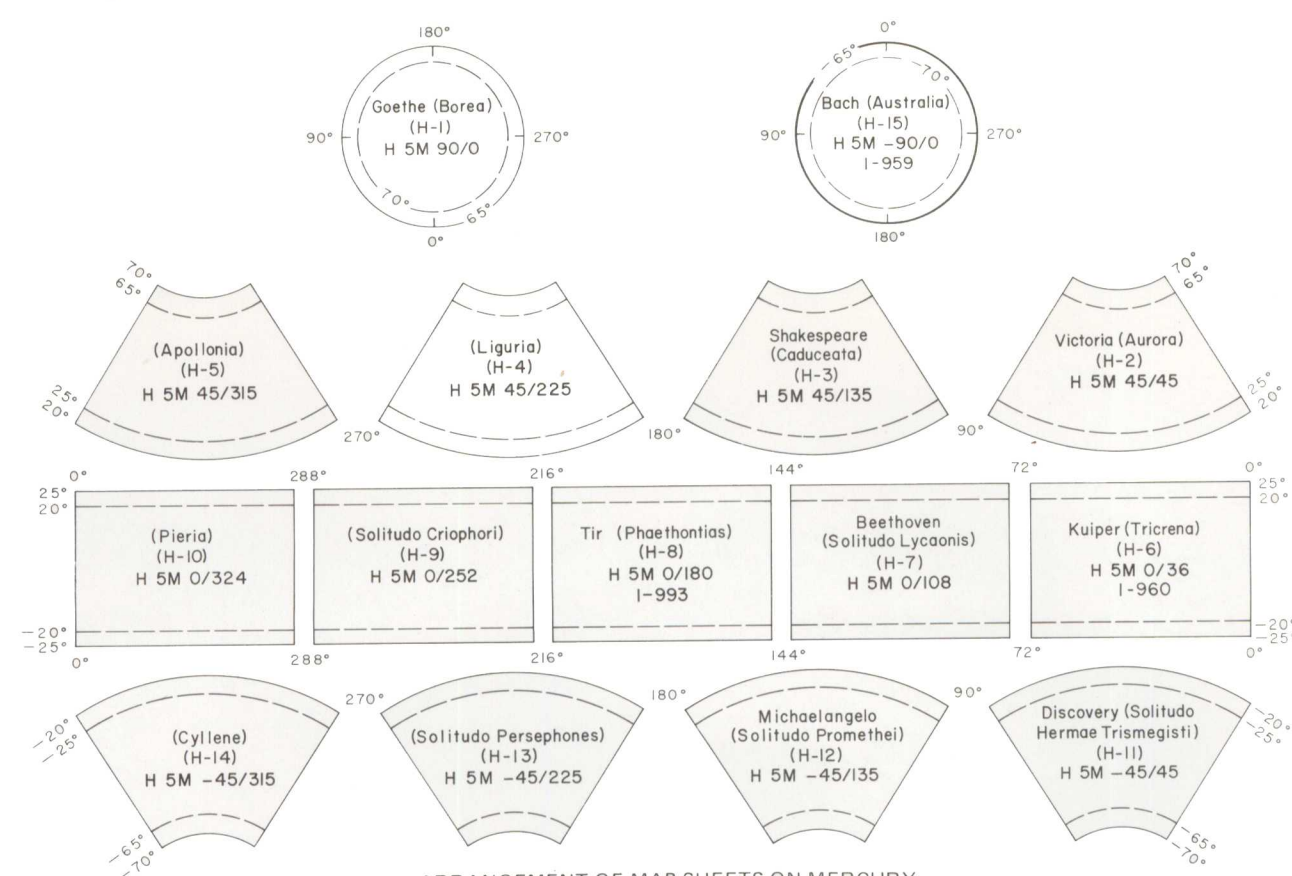 180°
Goethe (Borea)
(H-1)
H 5M 90/0
90°
270°
70°
65°
0°
0°
-65°
-70°
Bach (Australia)
(H-15)
H 5M -90/0
I-959
90°
270°
180°
70°
65°
(Apollonia)
(H-5)
H 5M 45/315
25°
20°
270°
(Liguria)
(H-4)
H 5M 45/225
180°
Shakespeare
(Caduceata)
(H-3)
H 5M 45/135
90°
70°
65°
Victoria (Aurora)
(H-2)
H 5M 45/45
25°
20°
0° 288° 216° 144° 72° 0°
25°
20°
(Pieria)
(H-10)
H 5M 0/324
-20°
-25°
(Solitudo Criophori)
(H-9)
H 5M 0/252
Tir (Phaethontias)
(H-8)
H 5M 0/180
I-993
Beethoven
(Solitudo Lycaonis)
(H-7)
H 5M 0/108
Kuiper (Tricrena)
(H-6)
H 5M 0/36
I-960
25°
20°
-20°
-25°
0° 288° 216° 144° 72° 0°
-20°
-25°
(Cyllene)
(H-14)
H 5M -45/315
-65°
-70°
270°
(Solitudo Persephones)
(H-13)
H 5M -45/225
180°
Michaelangelo
(Solitudo Promethei)
(H-12)
H 5M -45/135
90°
Discovery (Solitudo
Hermae Trismegisti)
(H-11)
H 5M -45/45
-20°
-25°
-65°
-70°
ARRANGEMENT OF MAP SHEETS ON MERCURY